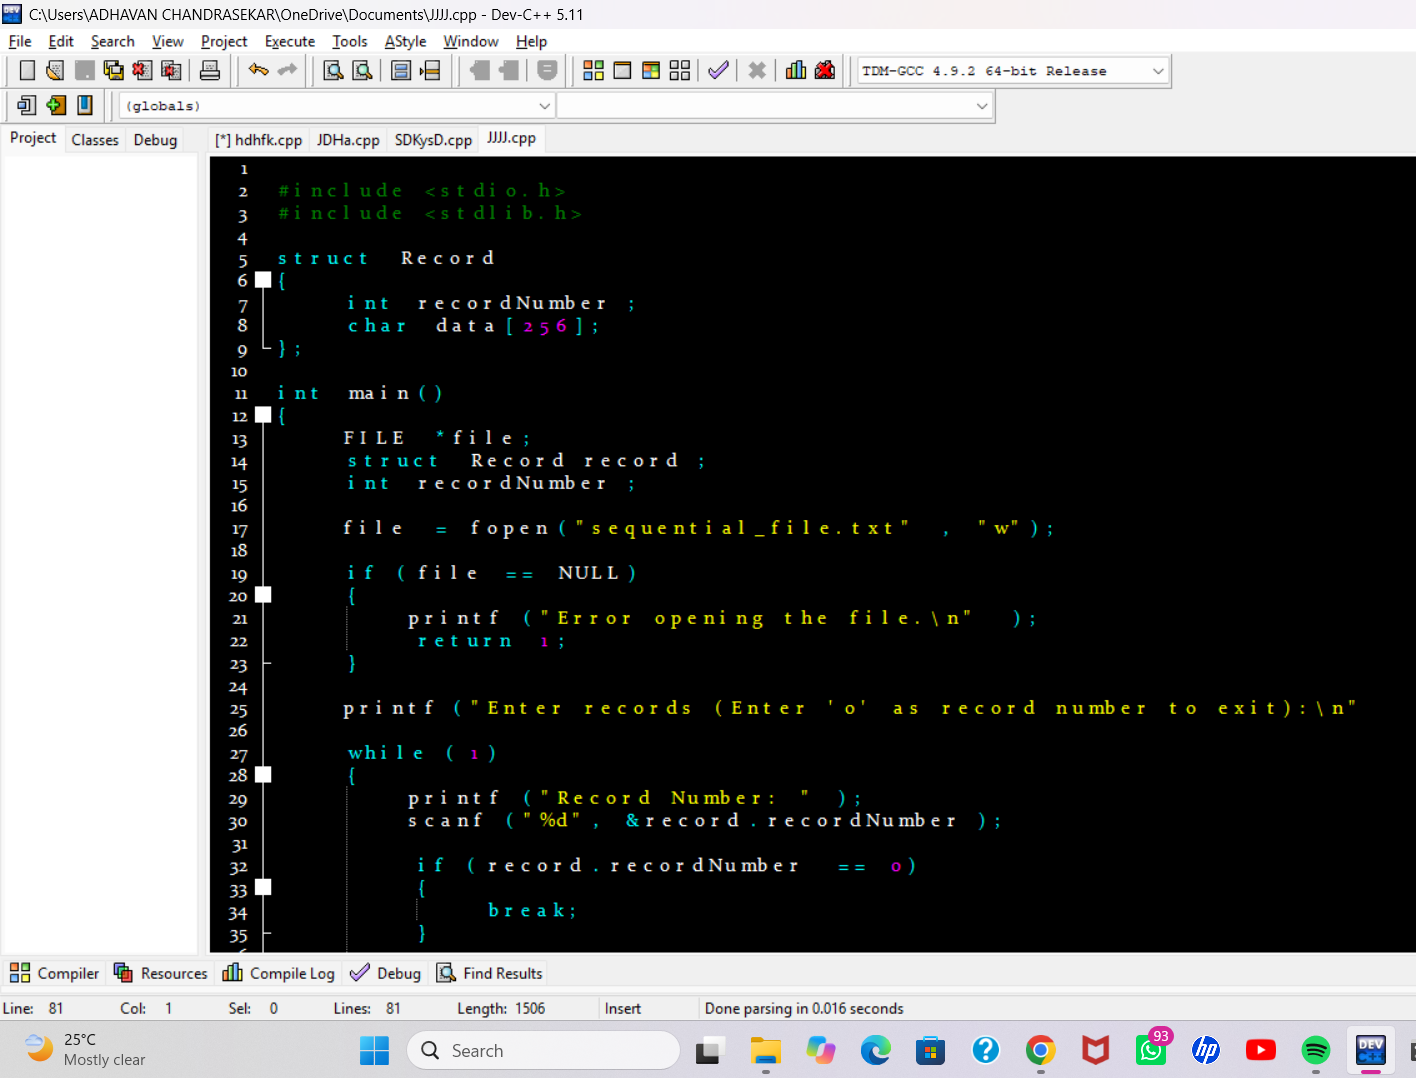 C:\Users\ADHAVAN CHANDRASEKAR\OneDrive\Documents\JJJJ.cpp - Dev-C++ 5.11
File Edit Search View Project Execute Tools AStyle Window Help
TDM-GCC 4.9.2 64-bit Release
(globals)
Project Classes Debug [*] hdhfk.cpp JDHa.cpp SDKysD.cpp JJJJ.cpp
1
2 #include <stdio.h>
3 #include <stdlib.h>
4
5 struct Record
6 {
7 int recordNumber ;
8 char data[256];
9 };
10
11 int main()
12 {
13 FILE *file;
14 struct Record record ;
15 int recordNumber ;
16
17 file = fopen("sequential_file.txt" , "w");
18
19 if (file == NULL)
20 {
21 printf ("Error opening the file.\n" );
22 return 1;
23 }
24
25 printf ("Enter records (Enter '0' as record number to exit):\n"
26
27 while (1)
28 {
29 printf ("Record Number: " );
30 scanf ("%d", &record.recordNumber );
31
32 if (record.recordNumber == 0)
33 {
34 break;
35 }
Compiler Resources Compile Log Debug Find Results
Line: 81 Col: 1 Sel: 0 Lines: 81 Length: 1506 Insert Done parsing in 0.016 seconds
25°C
Mostly clear
Search
93
hp
DEV
C++